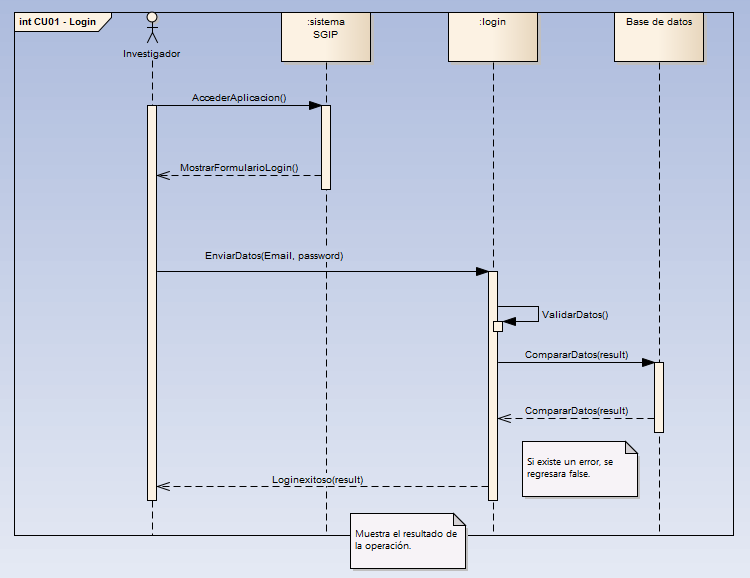 int CU01 - Login
Investigador
:sistema
SGIP
:login
Base de datos
AccederAplicacion()
MostrarFormularioLogin()
EnviarDatos(Email, password)
ValidarDatos()
CompararDatos(result)
CompararDatos(result)
Si existe un error, se
regresara false.
Loginexitoso(result)
Muestra el resultado de
la operación.